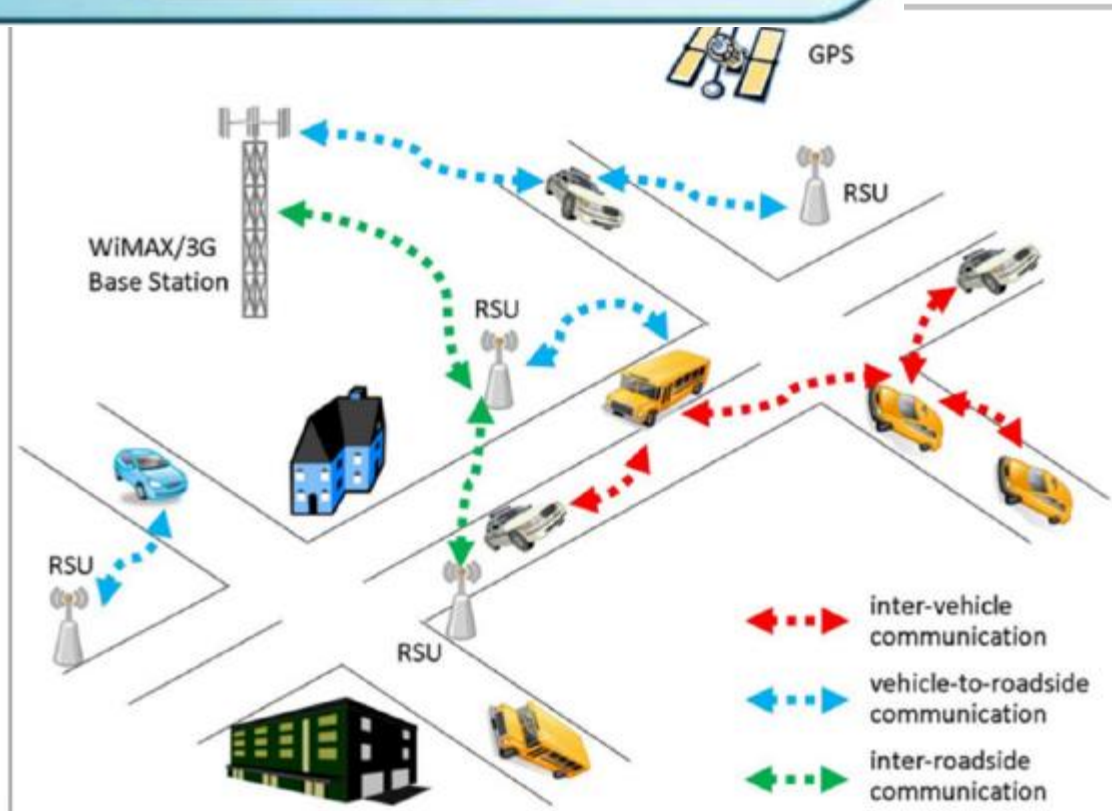 GPS
RSU
WiMAX/3G
Base Station
RSU
RSU
RSU
inter-vehicle
communication
vehicle-to-roadside
communication
inter-roadside
communication